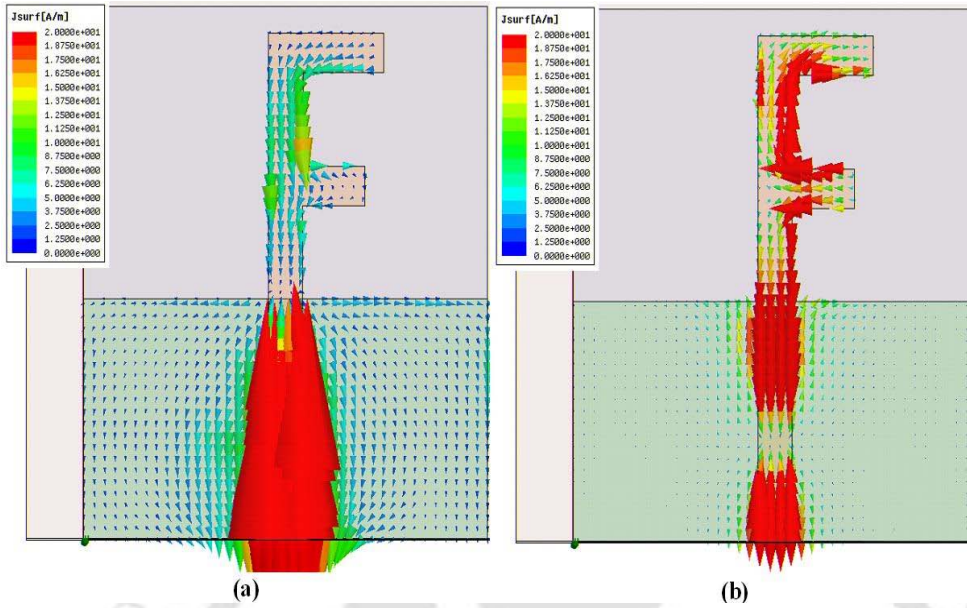 Jsurf[A/m]
2.0000e+001
1.8750e+001
1.7500e+001
1.6250e+001
1.5000e+001
1.3750e+001
1.2500e+001
1.1250e+001
1.0000e+001
8.7500e+000
7.5000e+000
6.2500e+000
5.0000e+000
3.7500e+000
2.5000e+000
1.2500e+000
0.0000e+000
Jsurf[A/m]
2.0000e+001
1.8750e+001
1.7500e+001
1.6250e+001
1.5000e+001
1.3750e+001
1.2500e+001
1.1250e+001
1.0000e+001
8.7500e+000
7.5000e+000
6.2500e+000
5.0000e+000
3.7500e+000
2.5000e+000
1.2500e+000
0.0000e+000
(a)
(b)